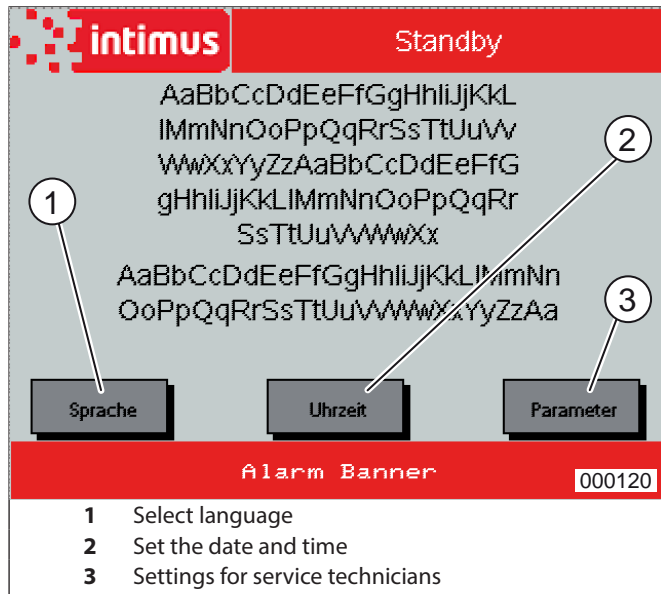 intimus
Standby
AaBbCcDdEeFfGgHhIiJjKkL
lMmNnOoPpQqRrSsTtUuVv
WwXxYyZzAaBbCcDdEeFfG
gHhIiJjKkLlMmNnOoPpQqRr
SsTtUuVvWwXx
AaBbCcDdEeFfGgHhIiJjKkLlMmNn
OoPpQqRrSsTtUuVvWwXxYyZzAa
1
2
3
Sprache
Uhrzeit
Parameter
Alarm Banner
000120
1 Select language
2 Set the date and time
3 Settings for service technicians